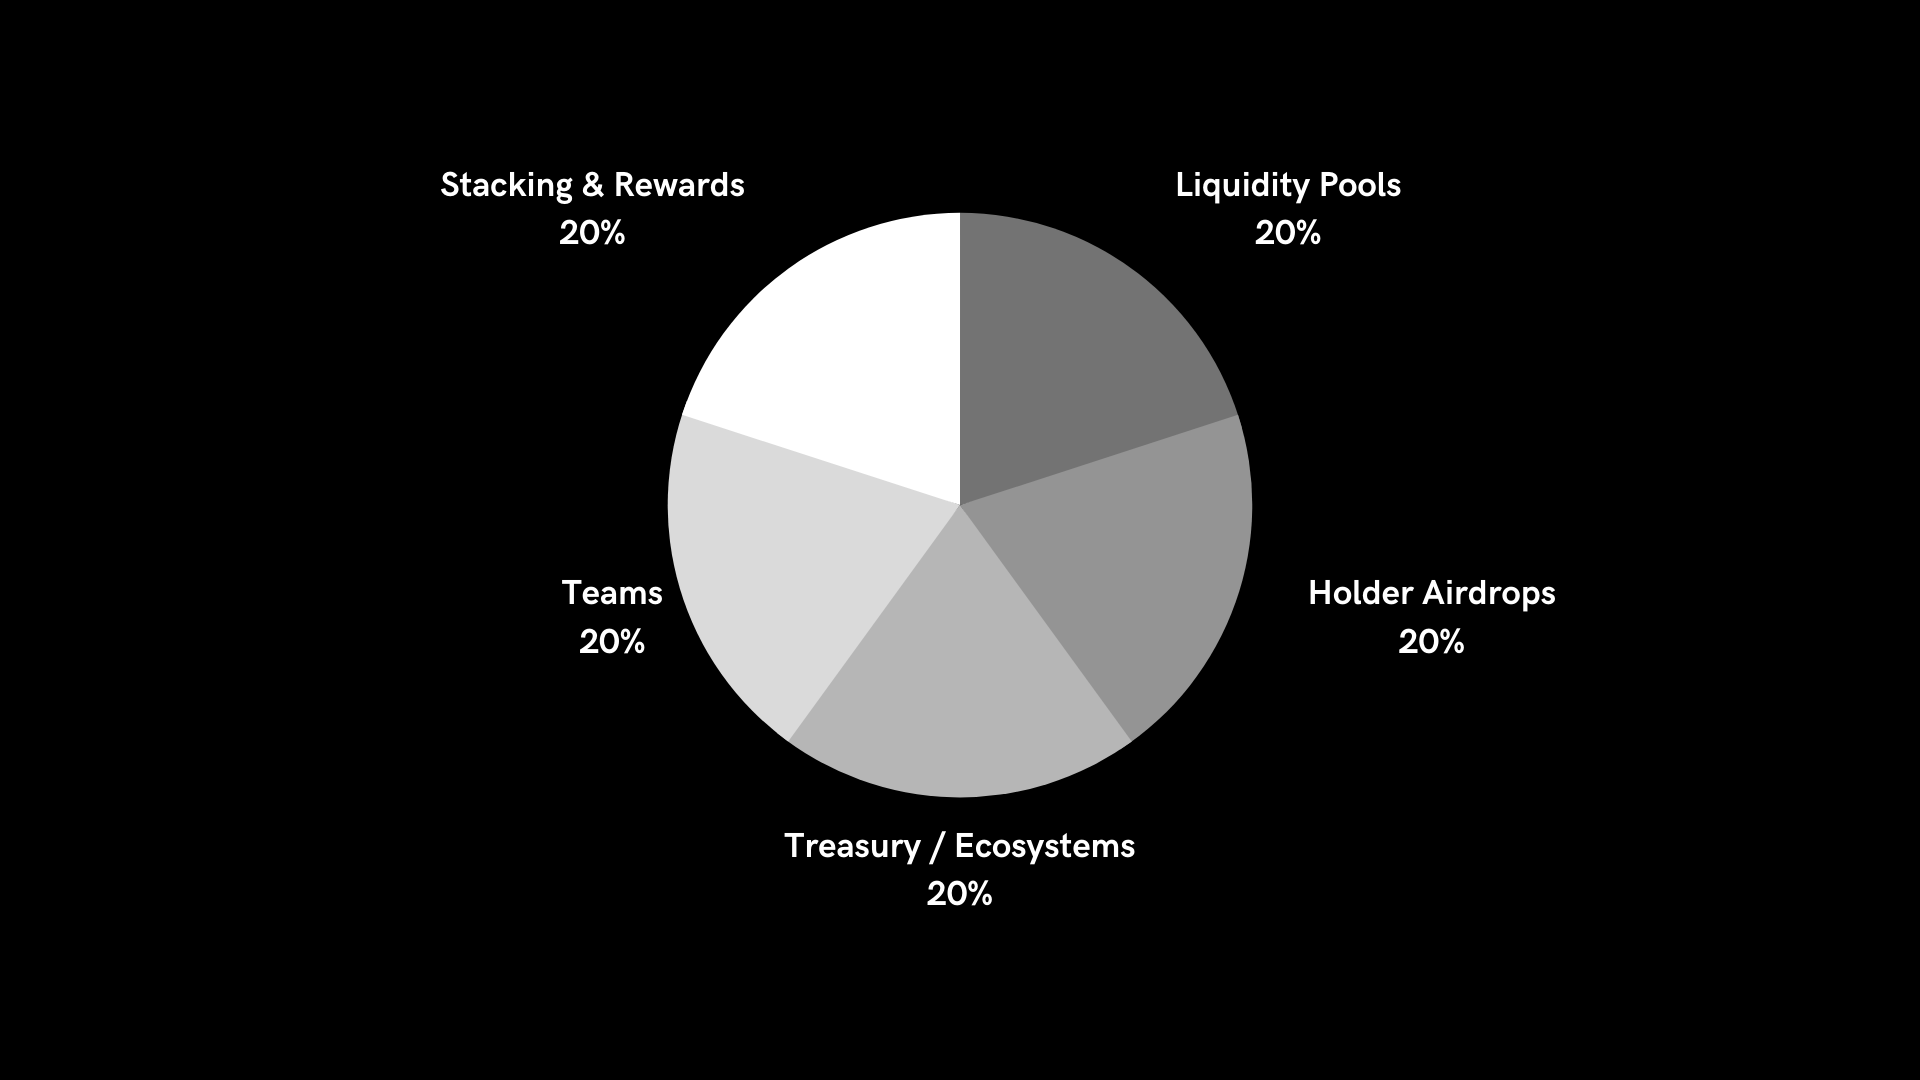 Stacking & Rewards
20%
Liquidity Pools
20%
Teams
20%
Holder Airdrops
20%
Treasury / Ecosystems
20%